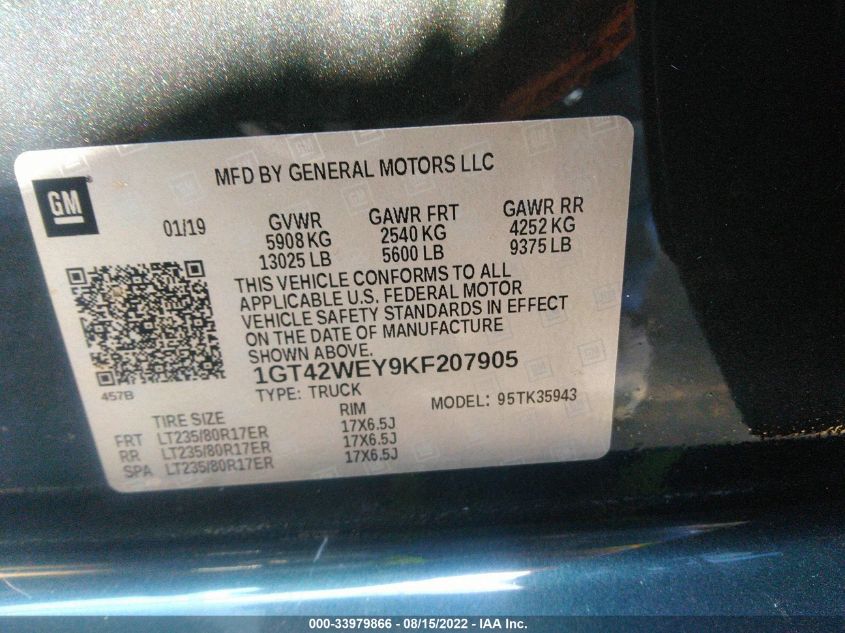 MFD BY GENERAL MOTORS LLC
GM
01/19
GVWR GAWR FRT GAWR RR
5908 KG 2540 KG 4252 KG
13025 LB 5600 LB 9375 LB
THIS VEHICLE CONFORMS TO ALL
APPLICABLE U.S. FEDERAL MOTOR
VEHICLE SAFETY STANDARDS IN EFFECT
ON THE DATE OF MANUFACTURE
SHOWN ABOVE.
1GT42WEY9KF207905
457B
TYPE: TRUCK MODEL: 95TK35943
TIRE SIZE RIM
FRT LT235/80R17ER 17X6.5J
RR LT235/80R17ER 17X6.5J
SPA LT235/80R17ER 17X6.5J
000-33979866 - 08/15/2022 - IAA Inc.